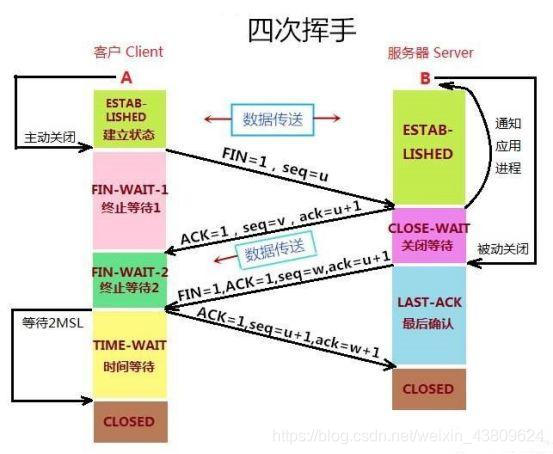 四次挥手
客户 Client
服务器 Server
A
B
ESTAB-
LISHED
建立状态
数据传送
ESTAB-
LISHED
通知
应用
进程
主动关闭
FIN=1, seq=u
FIN-WAIT-1
终止等待1
ACK=1, seq=v, ack=u+1
CLOSE-WAIT
关闭等待
数据传送
被动关闭
FIN-WAIT-2
终止等待2
FIN=1,ACK=1,seq=w,ack=u+1
LAST-ACK
最后确认
等待2MSL
ACK=1,seq=u+1,ack=w+1
TIME-WAIT
时间等待
CLOSED
CLOSED
https://blog.csdn.net/weixin_43809624